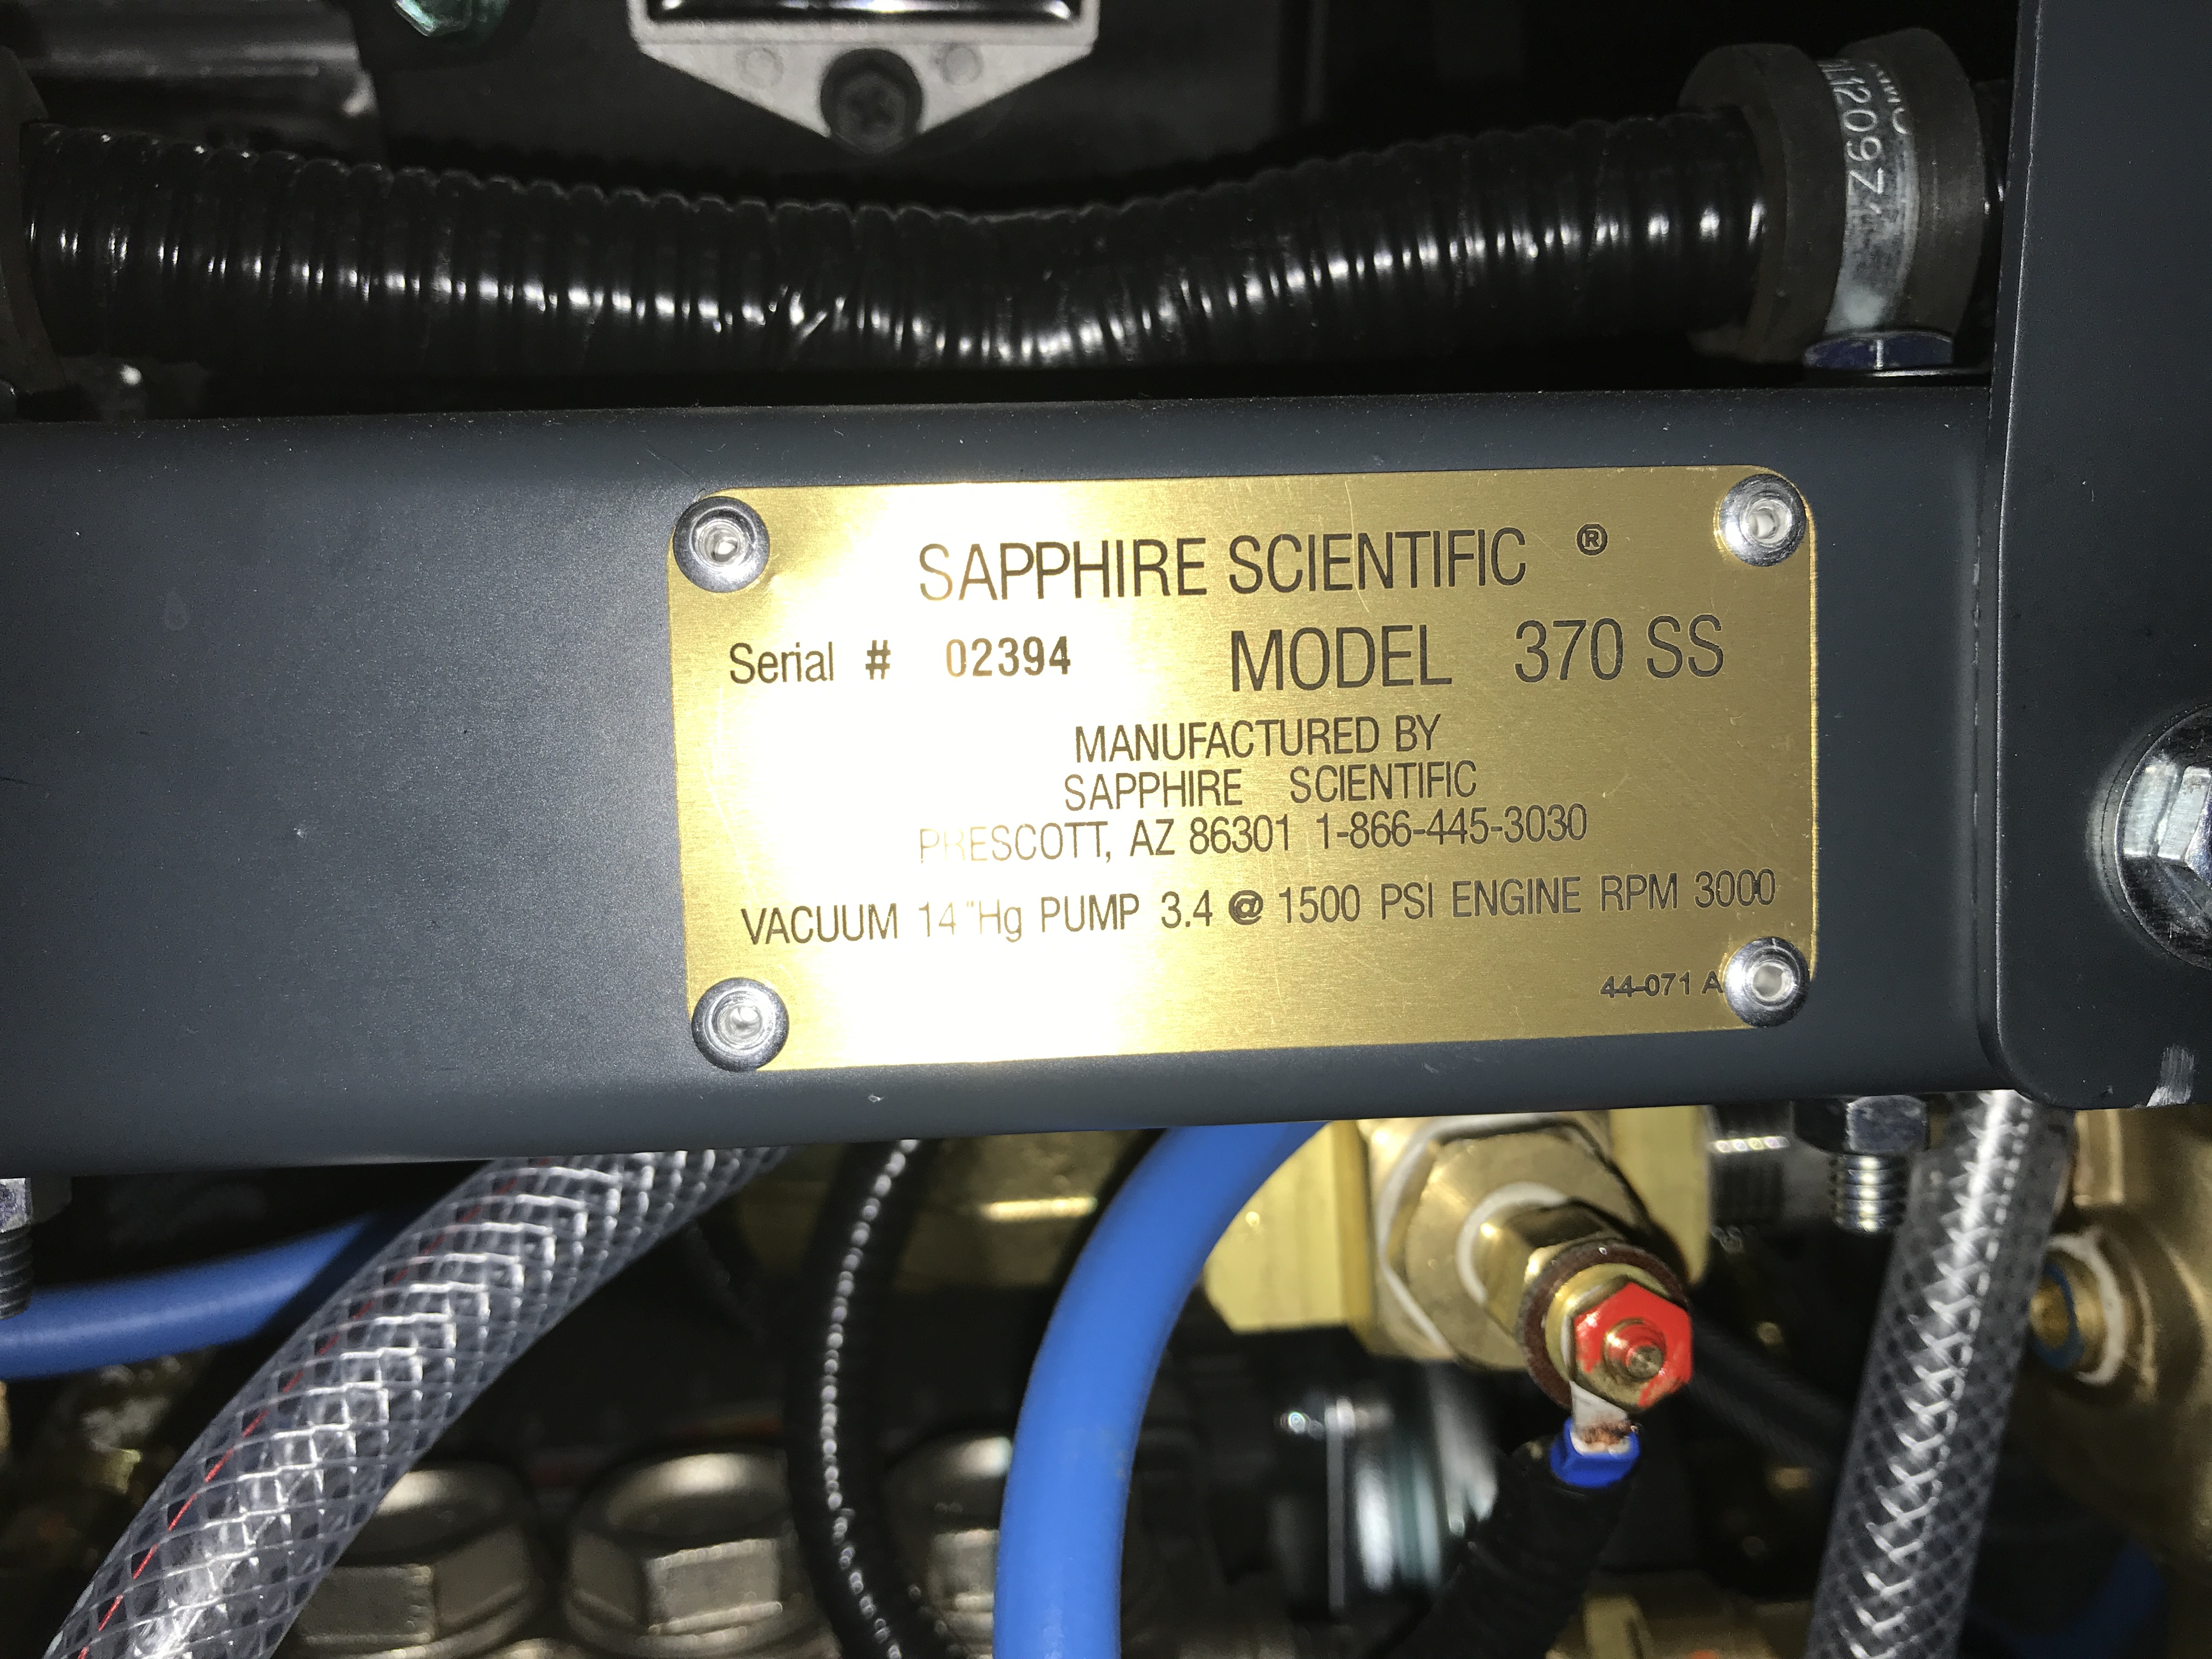 SAPPHIRE SCIENTIFIC ®
Serial # 02394 MODEL 370 SS
MANUFACTURED BY
SAPPHIRE SCIENTIFIC
PRESCOTT, AZ 86301 1-866-445-3030
VACUUM 14"Hg PUMP 3.4 @ 1500 PSI ENGINE RPM 3000
44-071 A